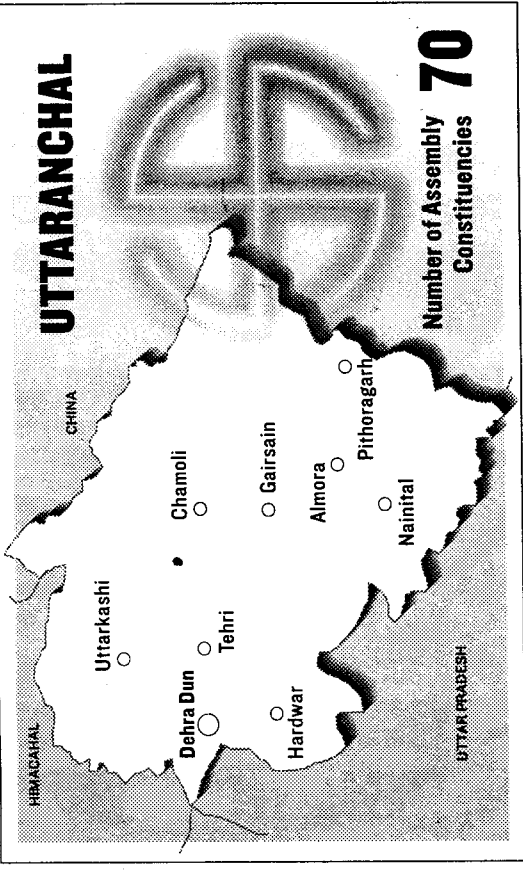 UTTARANCHAL
HIMACAHAL
CHINA
Uttarkashi
Chamoli
Dehra Dun
Tehri
Gairsain
Hardwar
Almora
Pithoragarh
Nainital
UTTAR PRADESH
Number of Assembly
Constituencies
70